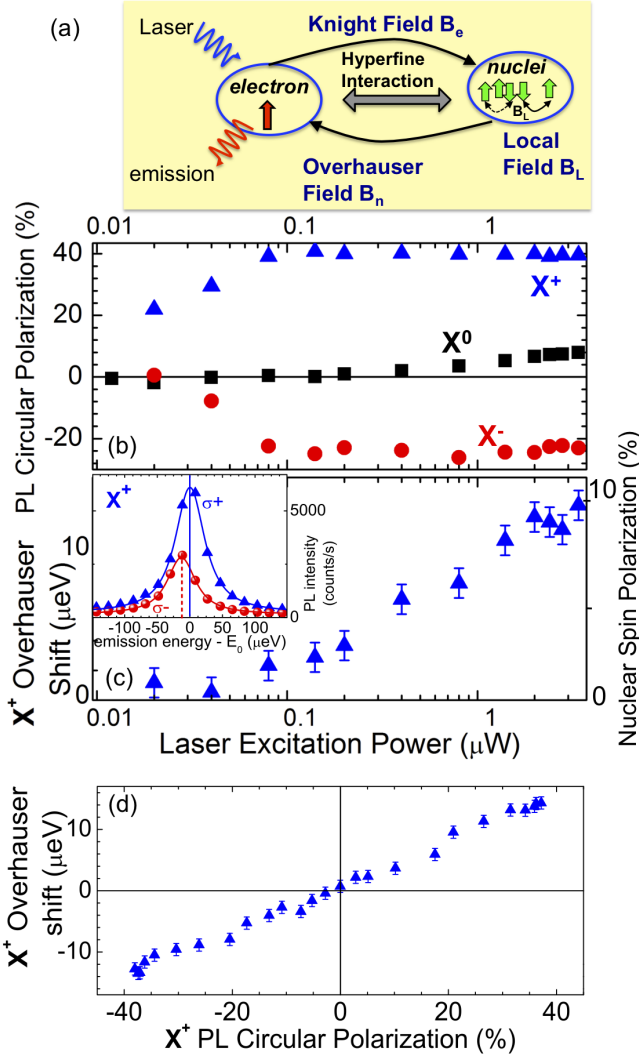 (a)
Laser
Knight Field Bₑ
electron
Hyperfine
Interaction
nuclei
B_L
emission
Overhauser
Field Bₙ
Local
Field B_L
0.01 0.1 1
PL Circular Polarization (%)
40
20
0
-20
X⁺
X⁰
X⁻
(b)
X⁺ Overhauser
Shift (μeV)
10
0
X⁺
σ+
σ-
5000
0
PL intensity
(counts/s)
-100 -50 0 50 100
emission energy - E₀ (μeV)
10
0
Nuclear Spin Polarization (%)
(c)
0.01 0.1 1
Laser Excitation Power (μW)
(d)
X⁺ Overhauser
shift (μeV)
10
0
-10
-40 -20 0 20 40
X⁺ PL Circular Polarization (%)